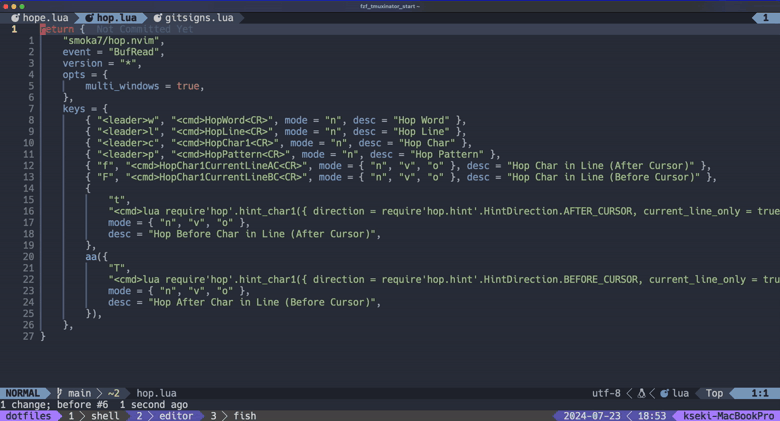 fzf_tmuxinator_start ~
hope.lua hop.lua gitsigns.lua 1
1 return { Not Committed Yet
1 "smoka7/hop.nvim",
2 event = "BufRead",
3 version = "*",
4 opts = {
5 multi_windows = true,
6 },
7 keys = {
8 { "<leader>w", "<cmd>HopWord<CR>", mode = "n", desc = "Hop Word" },
9 { "<leader>l", "<cmd>HopLine<CR>", mode = "n", desc = "Hop Line" },
10 { "<leader>c", "<cmd>HopChar1<CR>", mode = "n", desc = "Hop Char" },
11 { "<leader>p", "<cmd>HopPattern<CR>", mode = "n", desc = "Hop Pattern" },
12 { "f", "<cmd>HopChar1CurrentLineAC<CR>", mode = { "n", "v", "o" }, desc = "Hop Char in Line (After Cursor)" },
13 { "F", "<cmd>HopChar1CurrentLineBC<CR>", mode = { "n", "v", "o" }, desc = "Hop Char in Line (Before Cursor)" },
14 {
15 "t",
16 "<cmd>lua require'hop'.hint_char1({ direction = require'hop.hint'.HintDirection.AFTER_CURSOR, current_line_only = true
17 mode = { "n", "v", "o" },
18 desc = "Hop Before Char in Line (After Cursor)",
19 },
20 aa({
21 "T",
22 "<cmd>lua require'hop'.hint_char1({ direction = require'hop.hint'.HintDirection.BEFORE_CURSOR, current_line_only = tru
23 mode = { "n", "v", "o" },
24 desc = "Hop After Char in Line (Before Cursor)",
25 }),
26 },
27 }
NORMAL main ~2 hop.lua utf-8 lua Top 1:1
1 change; before #6 1 second ago
dotfiles 1 shell 2 editor 3 fish 2024-07-23 18:53 kseki-MacBookPro